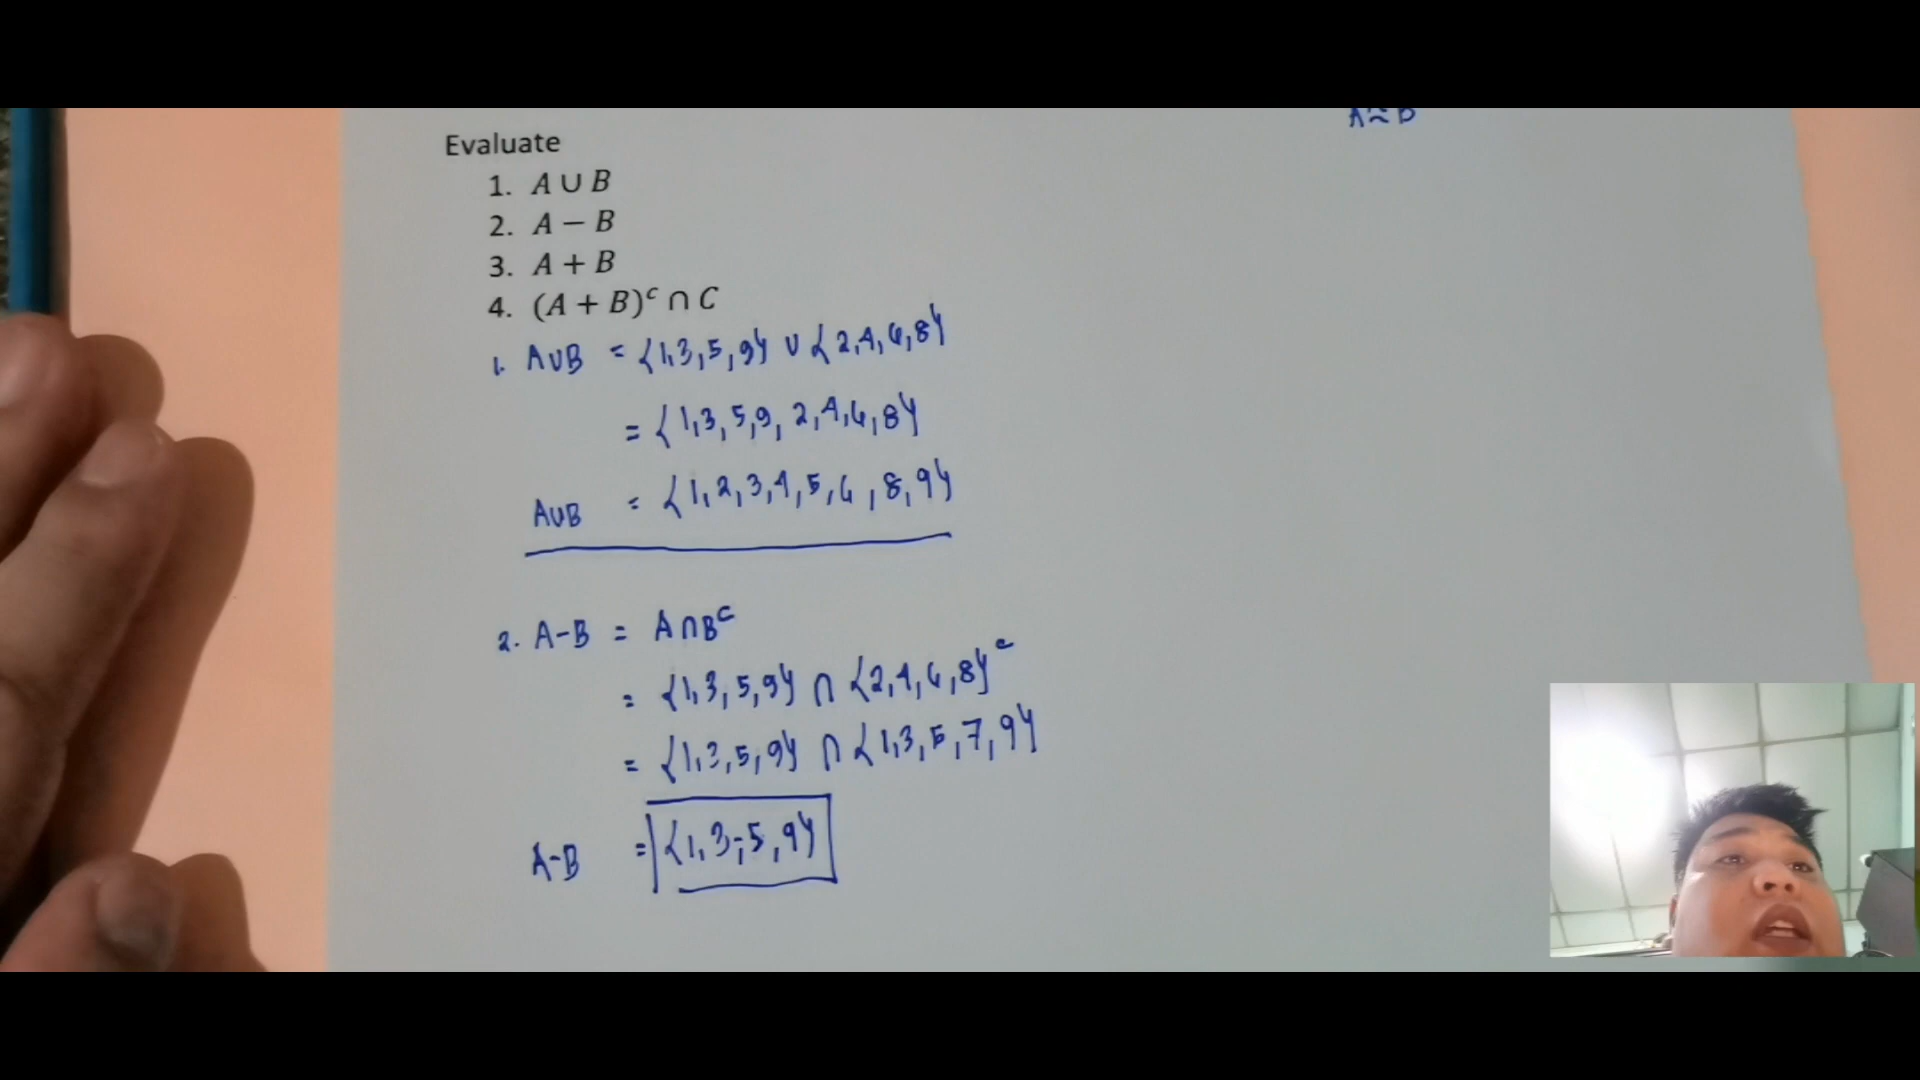 A≃B
Evaluate
1. A ∪ B
2. A − B
3. A + B
4. (A + B)ᶜ ∩ C
1. A∪B = {1,3,5,9} ∪ {2,4,6,8}
= {1,3,5,9, 2,4,6,8}
A∪B = {1,2,3,4,5,6,8,9}
2. A-B = A∩Bᶜ
= {1,3,5,9} ∩ {2,4,6,8}ᶜ
= {1,3,5,9} ∩ {1,3,5,7,9}
A-B = {1,3,5,9}